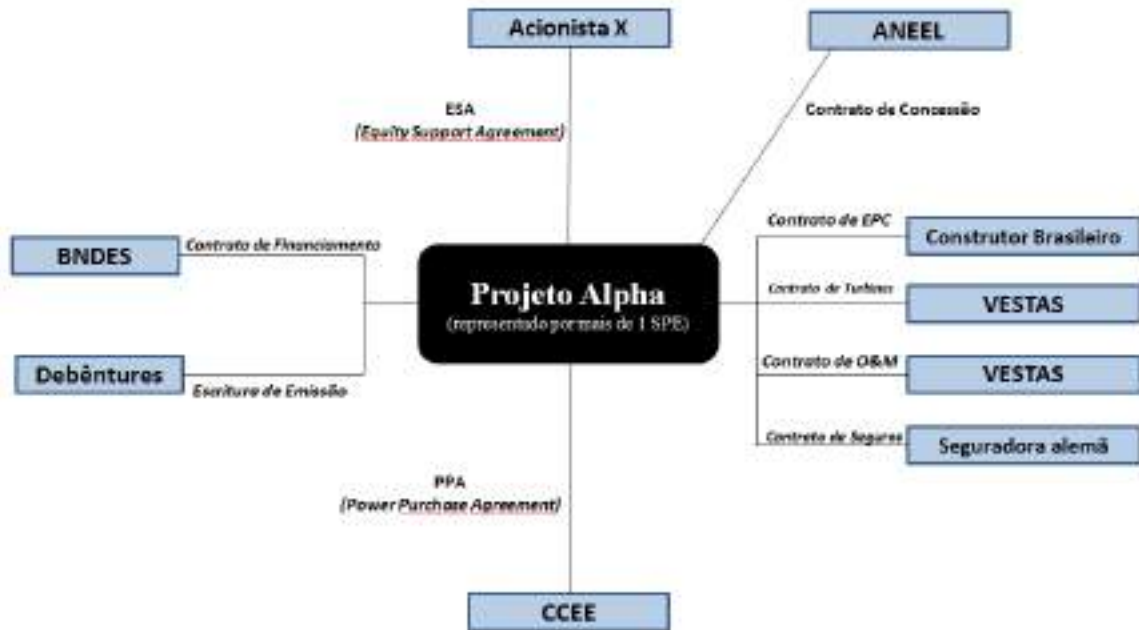 Acionista X
ANEEL
ESA
(Equity Support Agreement)
Contrato de Concessão
BNDES
Contrato de Financiamento
Contrato de EPC
Construtor Brasileiro
Projeto Alpha
(representado por mais de 1 SPE)
Contrato de Turbinas
VESTAS
Debêntures
Escritura de Emissão
Contrato de O&M
VESTAS
Contrato de Seguros
Seguradora alemã
PPA
(Power Purchase Agreement)
CCEE